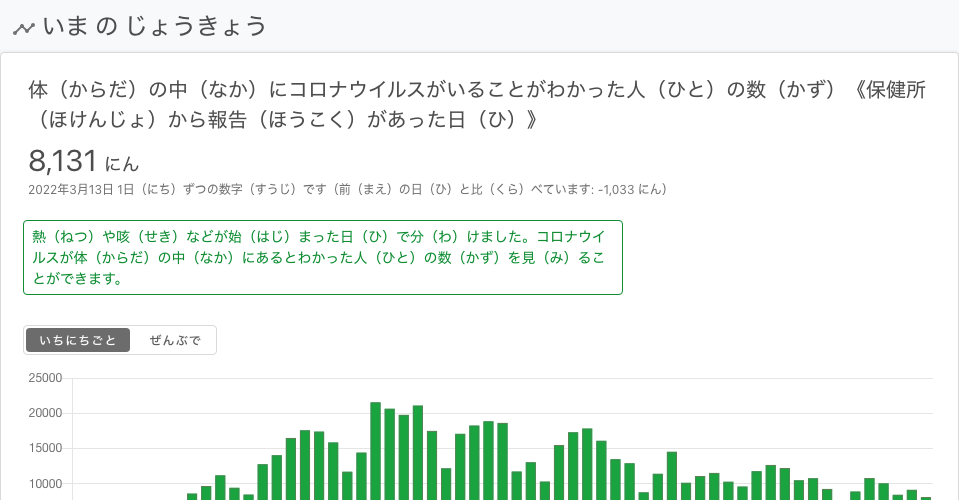 いま の じょうきょう
体（からだ）の中（なか）にコロナウイルスがいることがわかった人（ひと）の数（かず）《保健所
（ほけんじょ）から報告（ほうこく）があった日（ひ）》
8,131 にん
2022年3月13日 1日（にち）ずつの数字（すうじ）です（前（まえ）の日（ひ）と比（くら）べています: -1,033 にん）
熱（ねつ）や咳（せき）などが始（はじ）まった日（ひ）で分（わ）けました。コロナウイ
ルスが体（からだ）の中（なか）にあるとわかった人（ひと）の数（かず）を見（み）るこ
とができます。
いちにちごと ぜんぶで
25000
20000
15000
10000